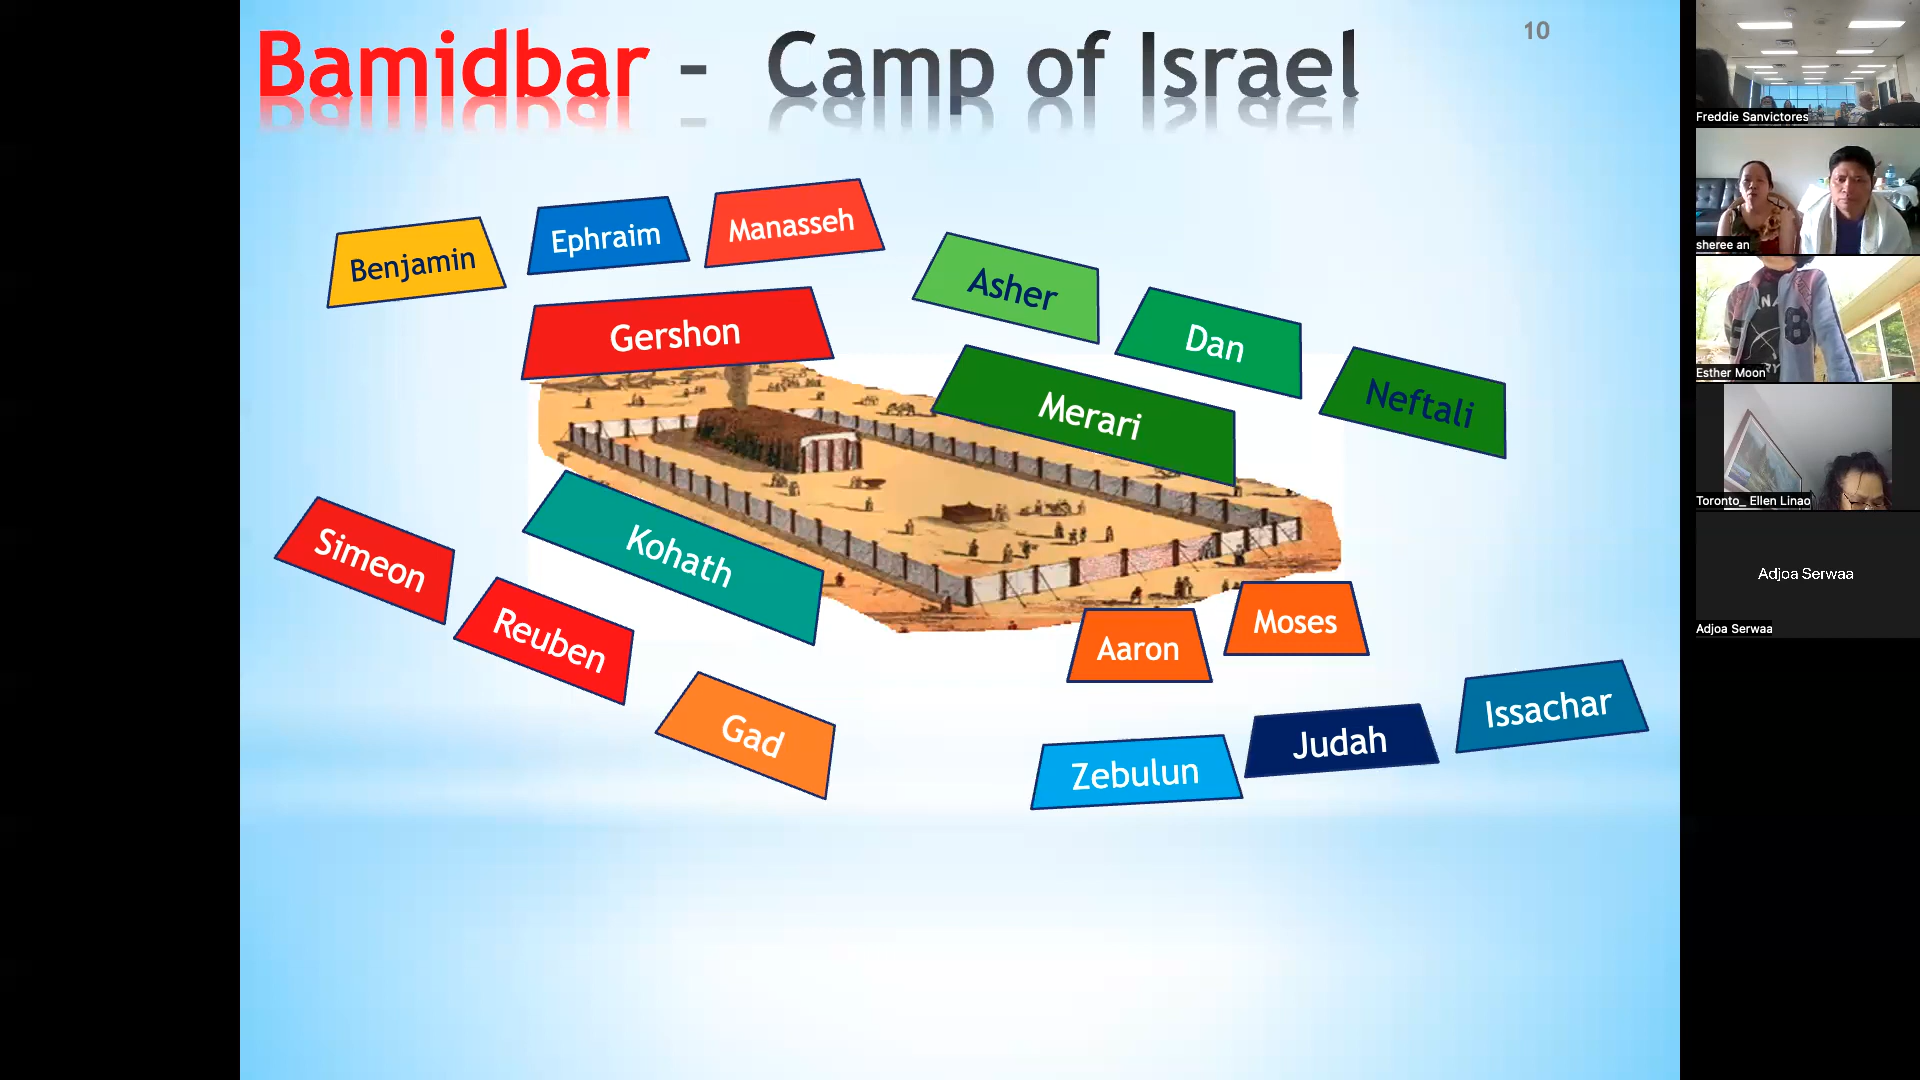 Bamidbar - Camp of Israel
10
Benjamin
Ephraim
Manasseh
Asher
Dan
Neftali
Gershon
Merari
Kohath
Simeon
Reuben
Gad
Aaron
Moses
Zebulun
Judah
Issachar
Freddie Sanvictores
sheree an
8
Esther Moon
Toronto_ Ellen Linao
Adjoa Serwaa
Adjoa Serwaa